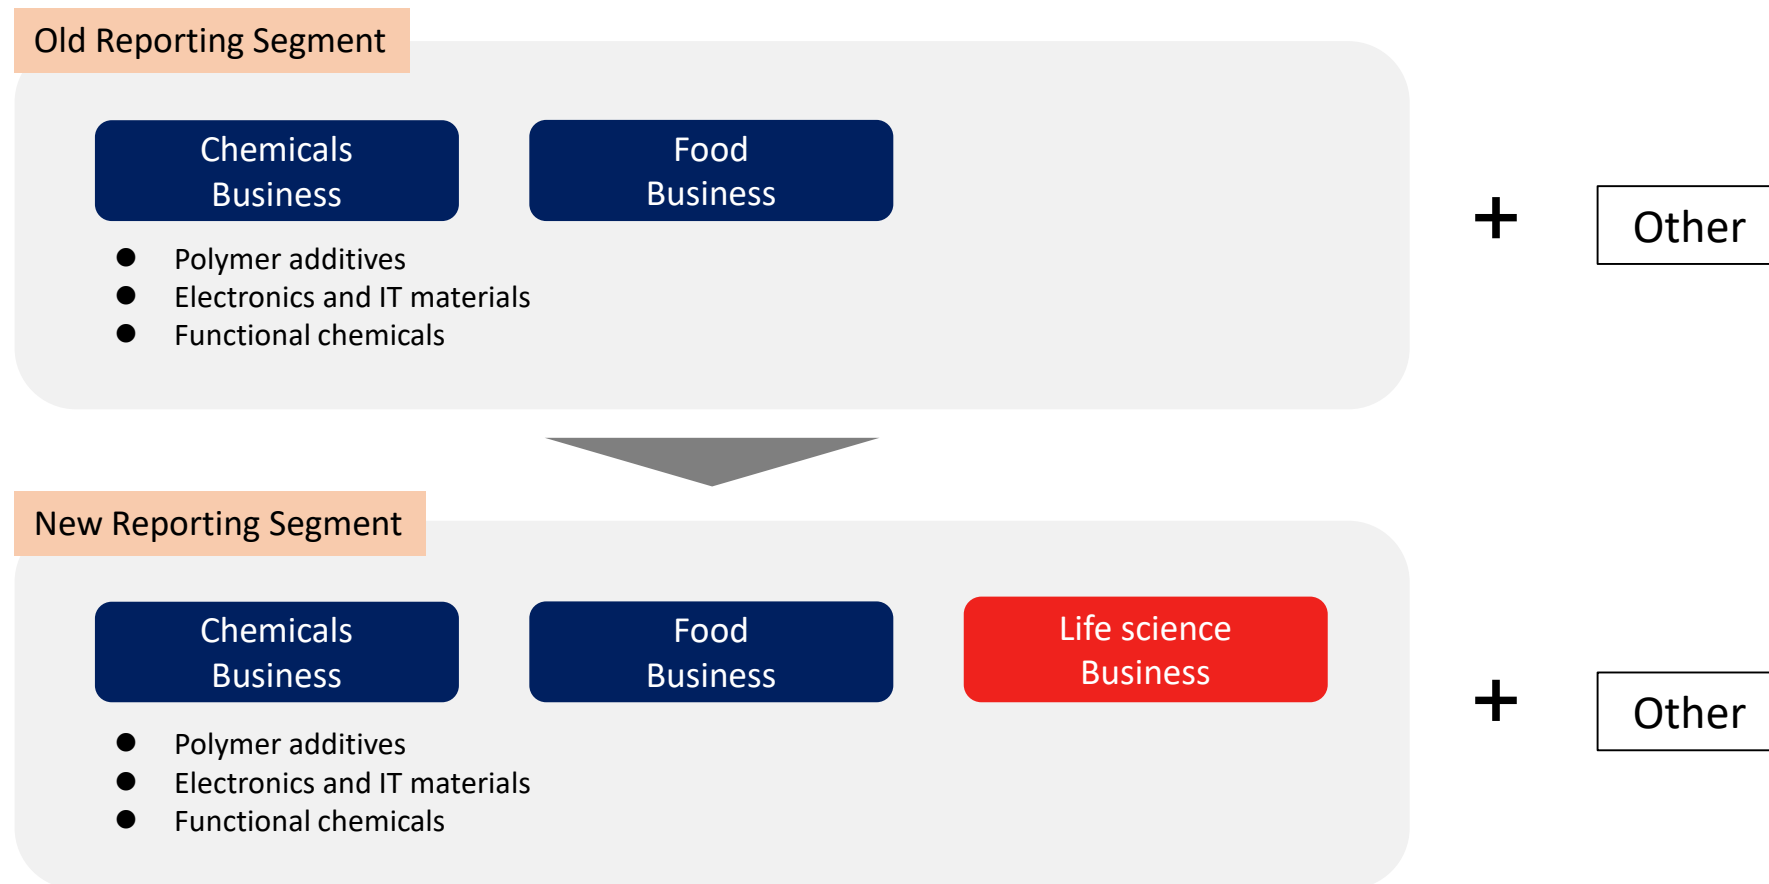 Old Reporting Segment
Chemicals
Business
Food
Business
● Polymer additives
● Electronics and IT materials
● Functional chemicals
+
Other
New Reporting Segment
Chemicals
Business
Food
Business
Life science
Business
● Polymer additives
● Electronics and IT materials
● Functional chemicals
+
Other